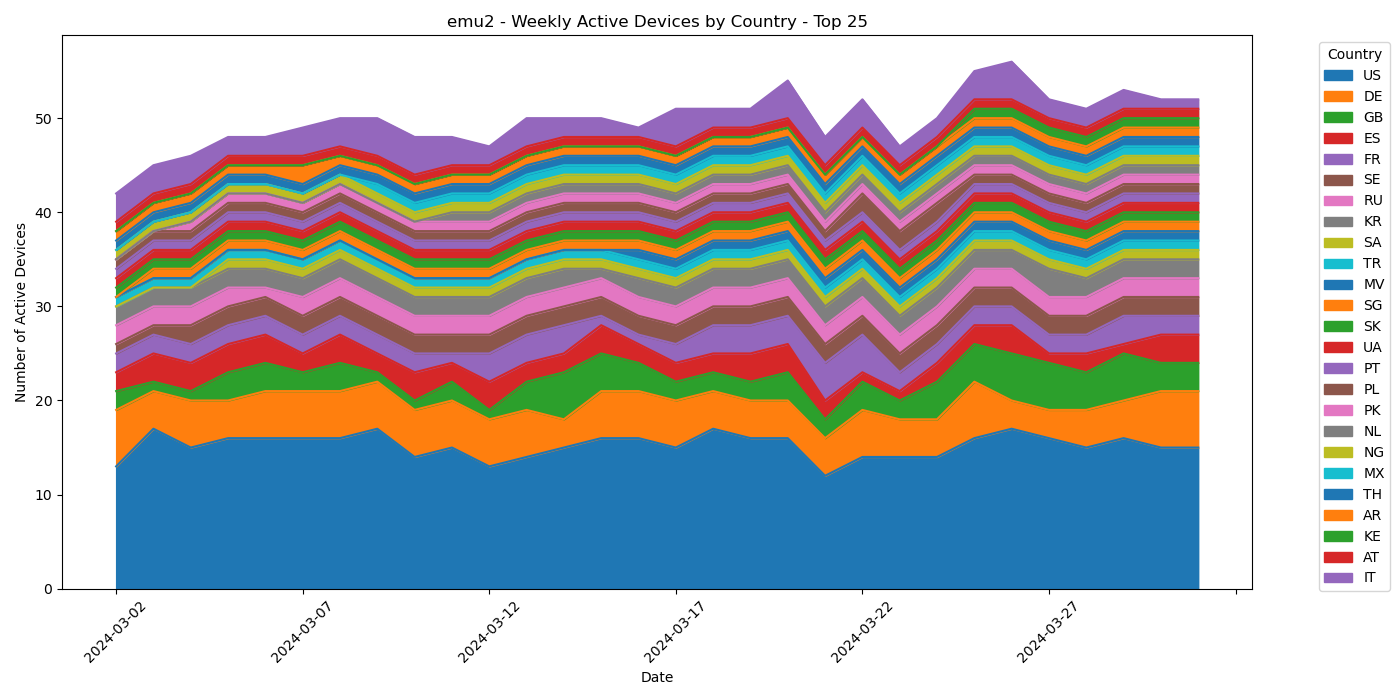 emu2 - Weekly Active Devices by Country - Top 25
Number of Active Devices
50
40
30
20
10
0
2024-03-02
2024-03-07
2024-03-12
2024-03-17
2024-03-22
2024-03-27
Date
Country
US
DE
GB
ES
FR
SE
RU
KR
SA
TR
MV
SG
SK
UA
PT
PL
PK
NL
NG
MX
TH
AR
KE
AT
IT